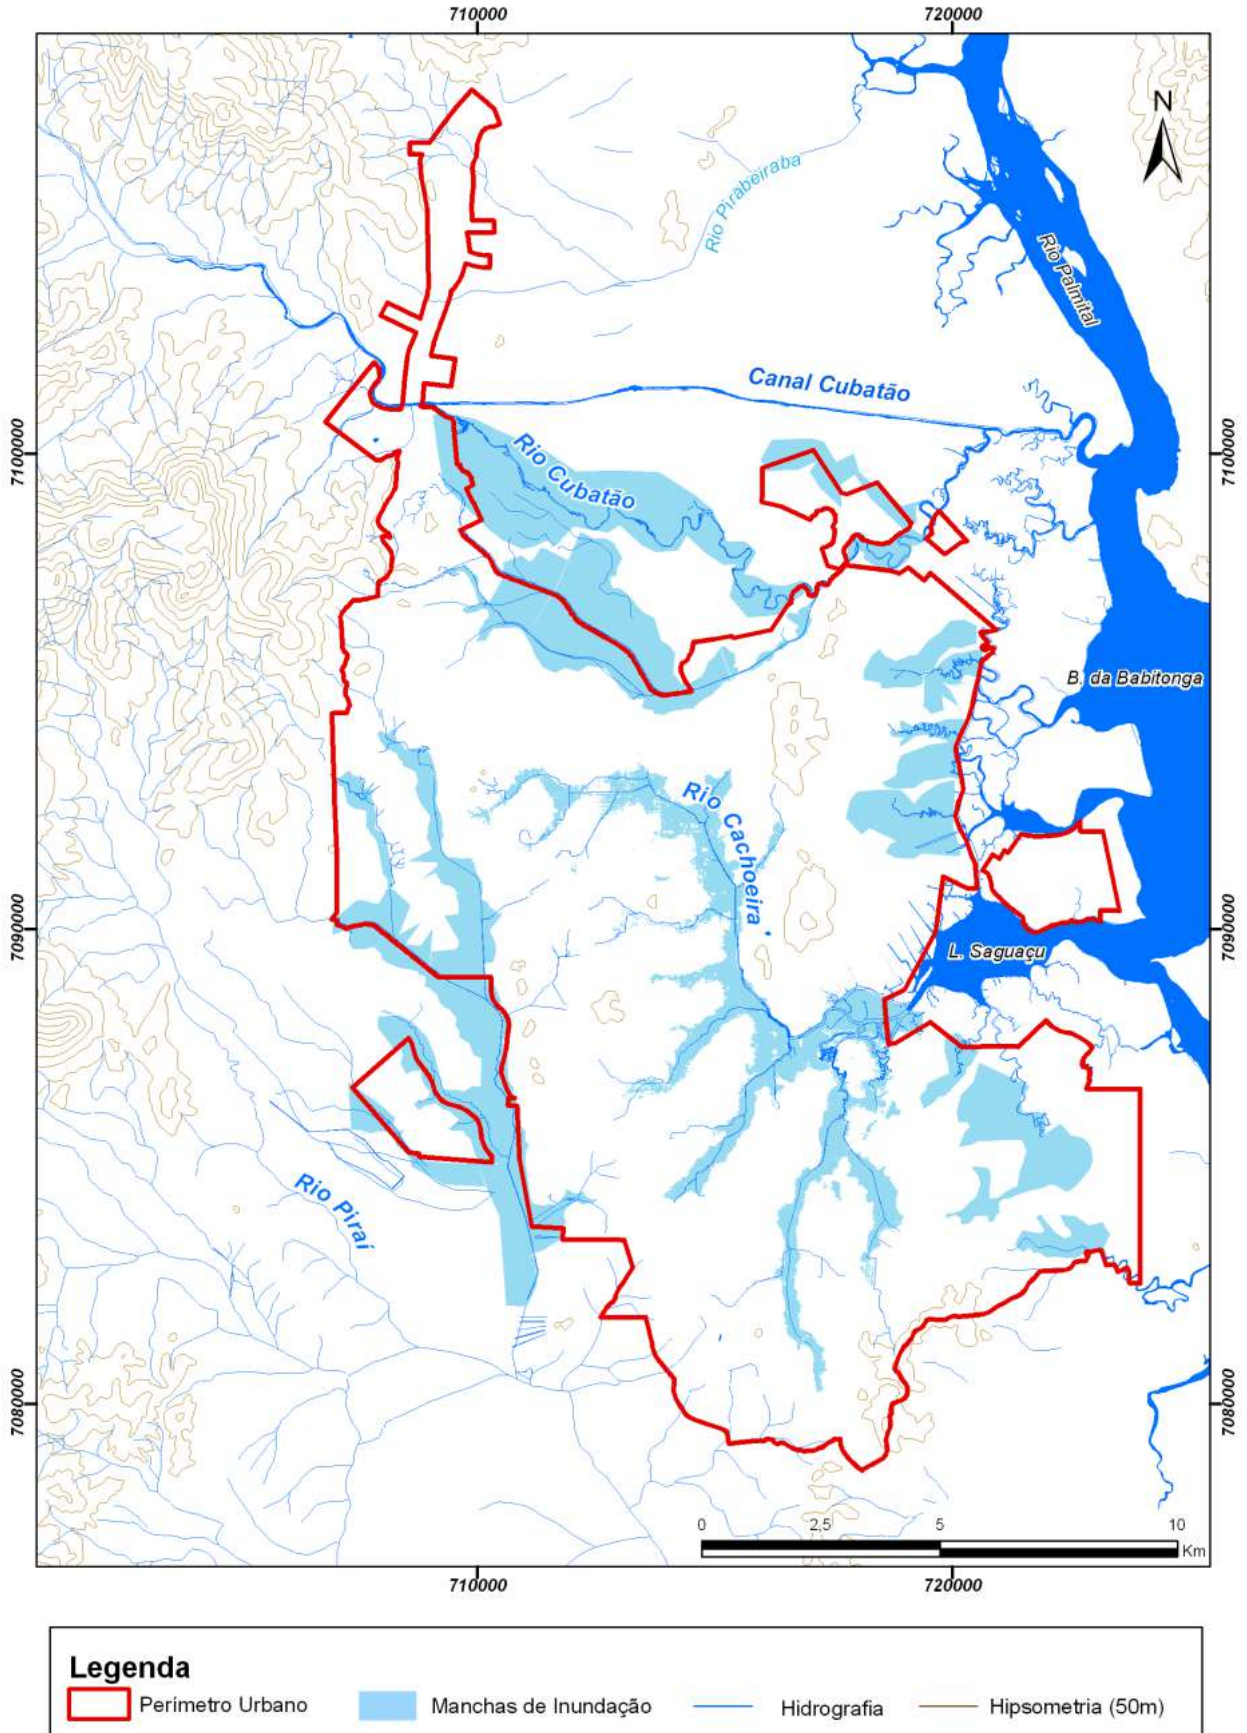 710000
720000
N
Rio Pirabeiraba
Rio Palmital
Canal Cubatão
7100000
7100000
Rio Cubatão
B. da Babitonga
Rio Cachoeira
7090000
7090000
L. Saguaçu
Rio Piraí
7080000
7080000
0
2,5
5
10
Km
710000
720000
Legenda
Perímetro Urbano
Manchas de Inundação
Hidrografia
Hipsometria (50m)